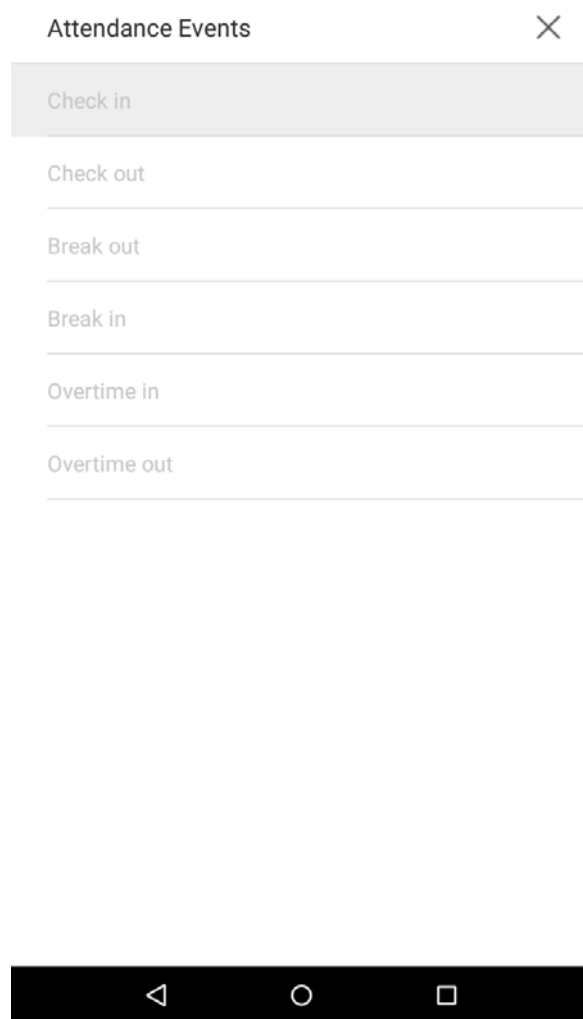 Attendance Events
Check in
Check out
Break out
Break in
Overtime in
Overtime out